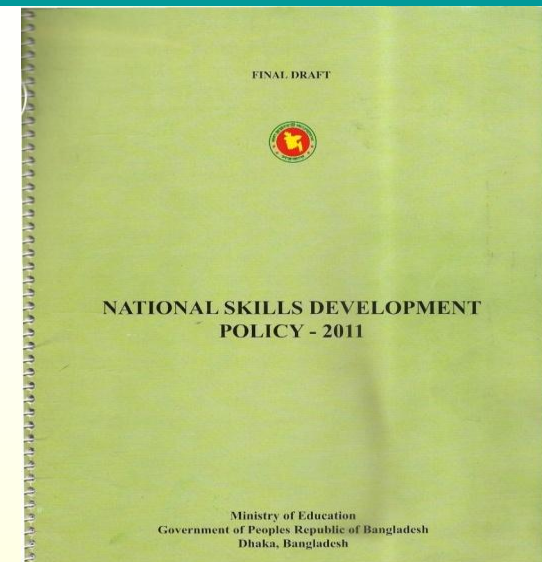 FINAL DRAFT
NATIONAL SKILLS DEVELOPMENT
POLICY - 2011
Ministry of Education
Government of Peoples Republic of Bangladesh
Dhaka, Bangladesh